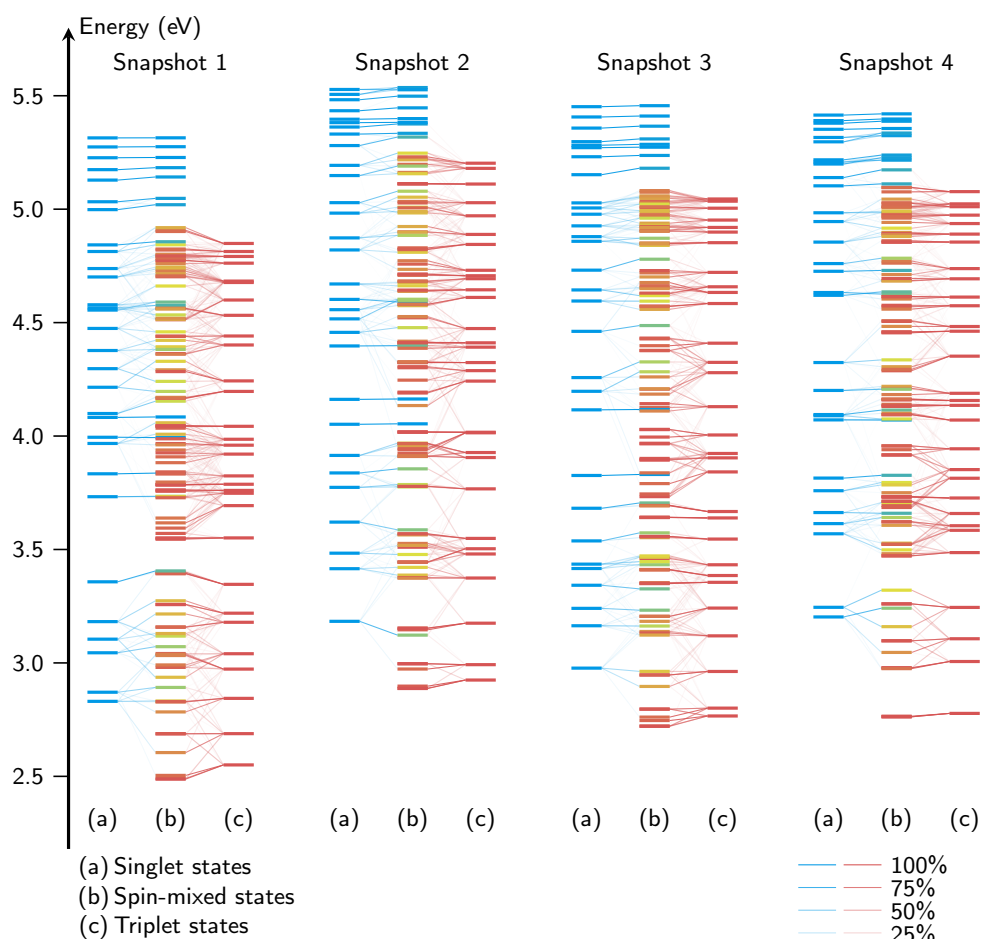 Energy (eV)
Snapshot 1 Snapshot 2 Snapshot 3 Snapshot 4
5.5
5.0
4.5
4.0
3.5
3.0
2.5
(a) (b) (c) (a) (b) (c) (a) (b) (c) (a) (b) (c)
(a) Singlet states
(b) Spin-mixed states
(c) Triplet states
100%
75%
50%
25%